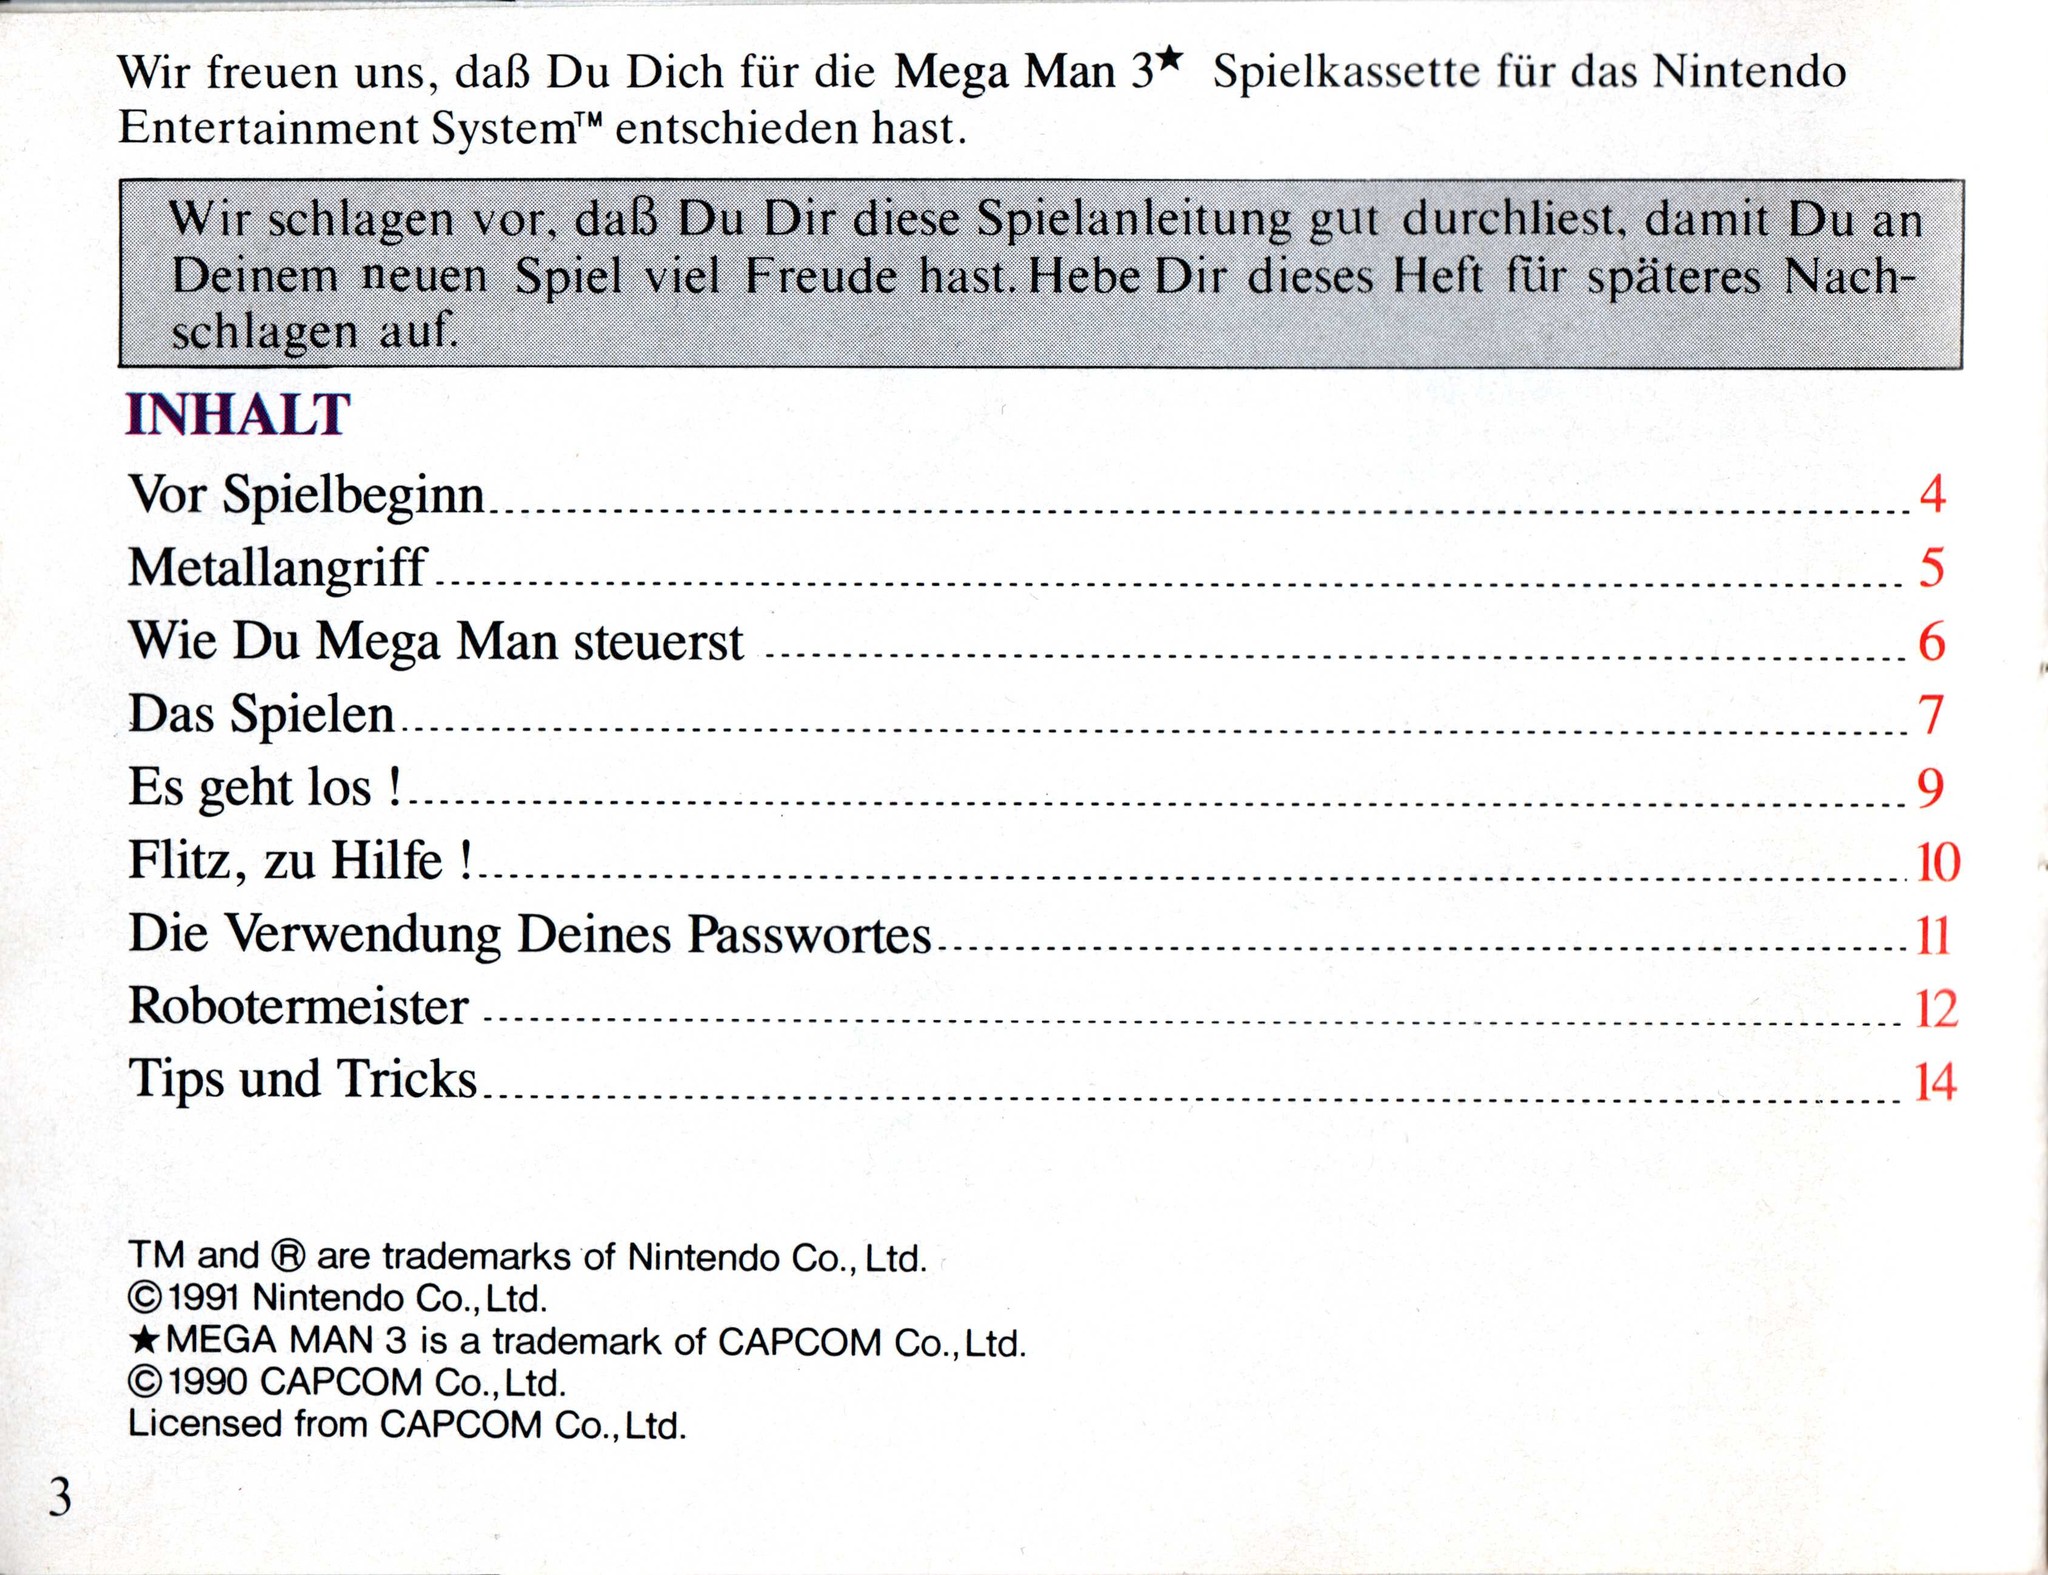 Wir freuen uns, daß Du Dich für die Mega Man 3★ Spielkassette für das Nintendo
Entertainment System™ entschieden hast.
Wir schlagen vor, daß Du Dir diese Spielanleitung gut durchliest, damit Du an
Deinem neuen Spiel viel Freude hast. Hebe Dir dieses Heft für späteres Nach-
schlagen auf.
INHALT
Vor Spielbeginn 4
Metallangriff 5
Wie Du Mega Man steuerst 6
Das Spielen 7
Es geht los ! 9
Flitz, zu Hilfe ! 10
Die Verwendung Deines Passwortes 11
Robotermeister 12
Tips und Tricks 14
TM and ® are trademarks of Nintendo Co., Ltd.
©1991 Nintendo Co., Ltd.
★MEGA MAN 3 is a trademark of CAPCOM Co., Ltd.
©1990 CAPCOM Co., Ltd.
Licensed from CAPCOM Co., Ltd.
3